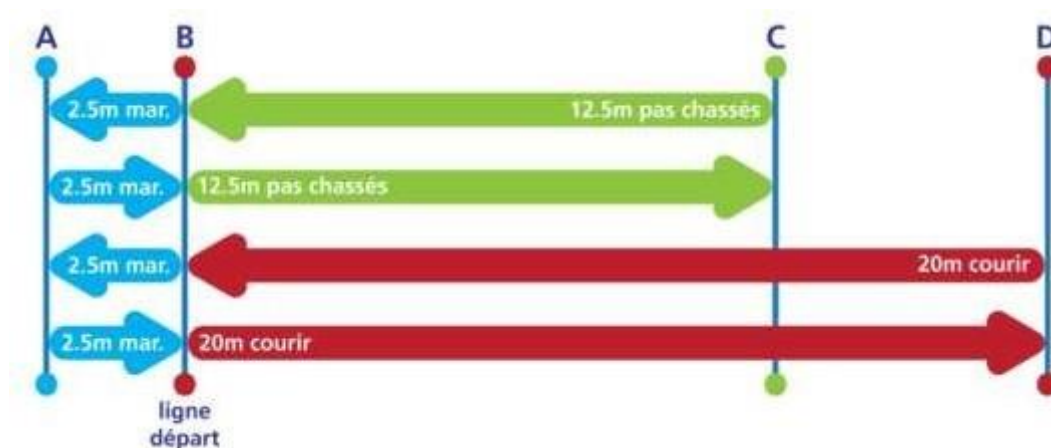 A B C D
2.5m mar. 12.5m pas chassés
2.5m mar. 12.5m pas chassés
2.5m mar. 20m courir
2.5m mar. 20m courir
ligne
départ